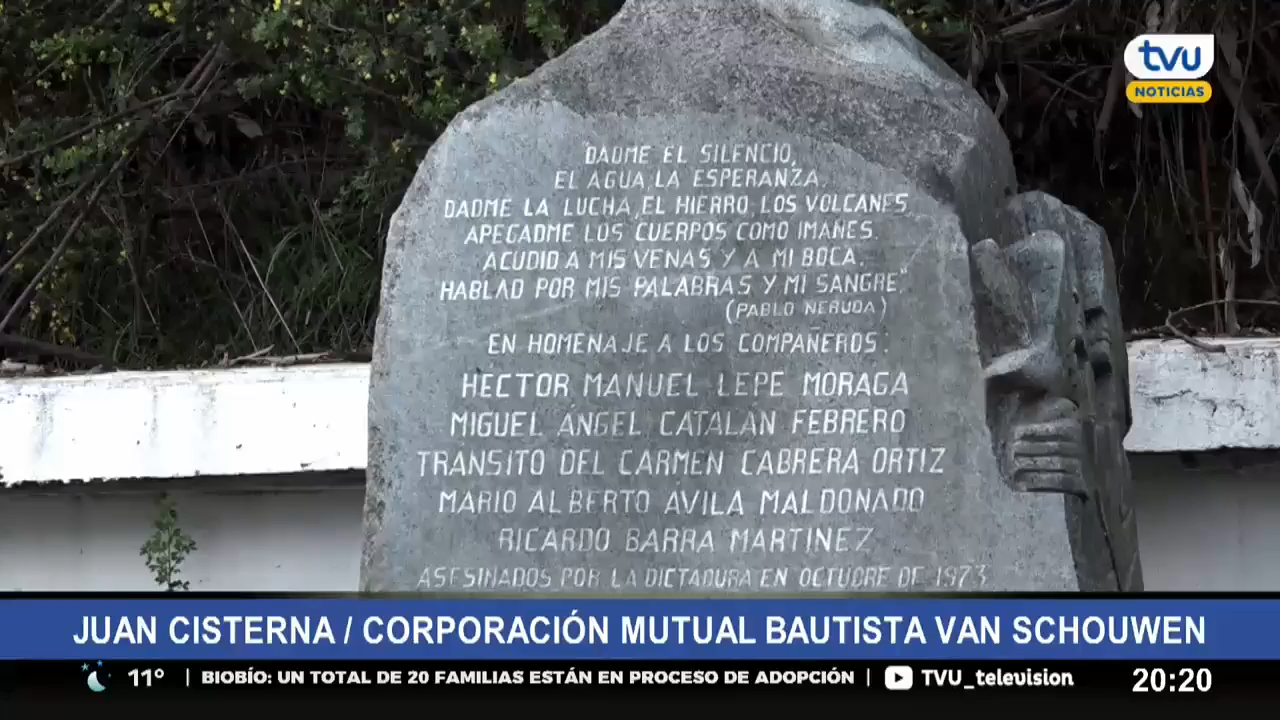 tvu
NOTICIAS
DADME EL SILENCIO,
EL AGUA, LA ESPERANZA.
DADME LA LUCHA, EL HIERRO, LOS VOLCANES.
APEGADME LOS CUERPOS COMO IMANES.
ACUDID A MIS VENAS Y A MI BOCA.
HABLAD POR MIS PALABRAS Y MI SANGRE."
(PABLO NERUDA)
EN HOMENAJE A LOS COMPAÑEROS:
HECTOR MANUEL LEPE MORAGA
MIGUEL ÁNGEL CATALÁN FEBRERO
TRANSITO DEL CARMEN CABRERA ORTIZ
MARIO ALBERTO AVILA MALDONADO
RICARDO BARRA MARTINEZ
ASESINADOS POR LA DICTADURA EN OCTUBRE DE 1973
JUAN CISTERNA / CORPORACIÓN MUTUAL BAUTISTA VAN SCHOUWEN
11° | BIOBÍO: UN TOTAL DE 20 FAMILIAS ESTÁN EN PROCESO DE ADOPCIÓN | TVU_television 20:20